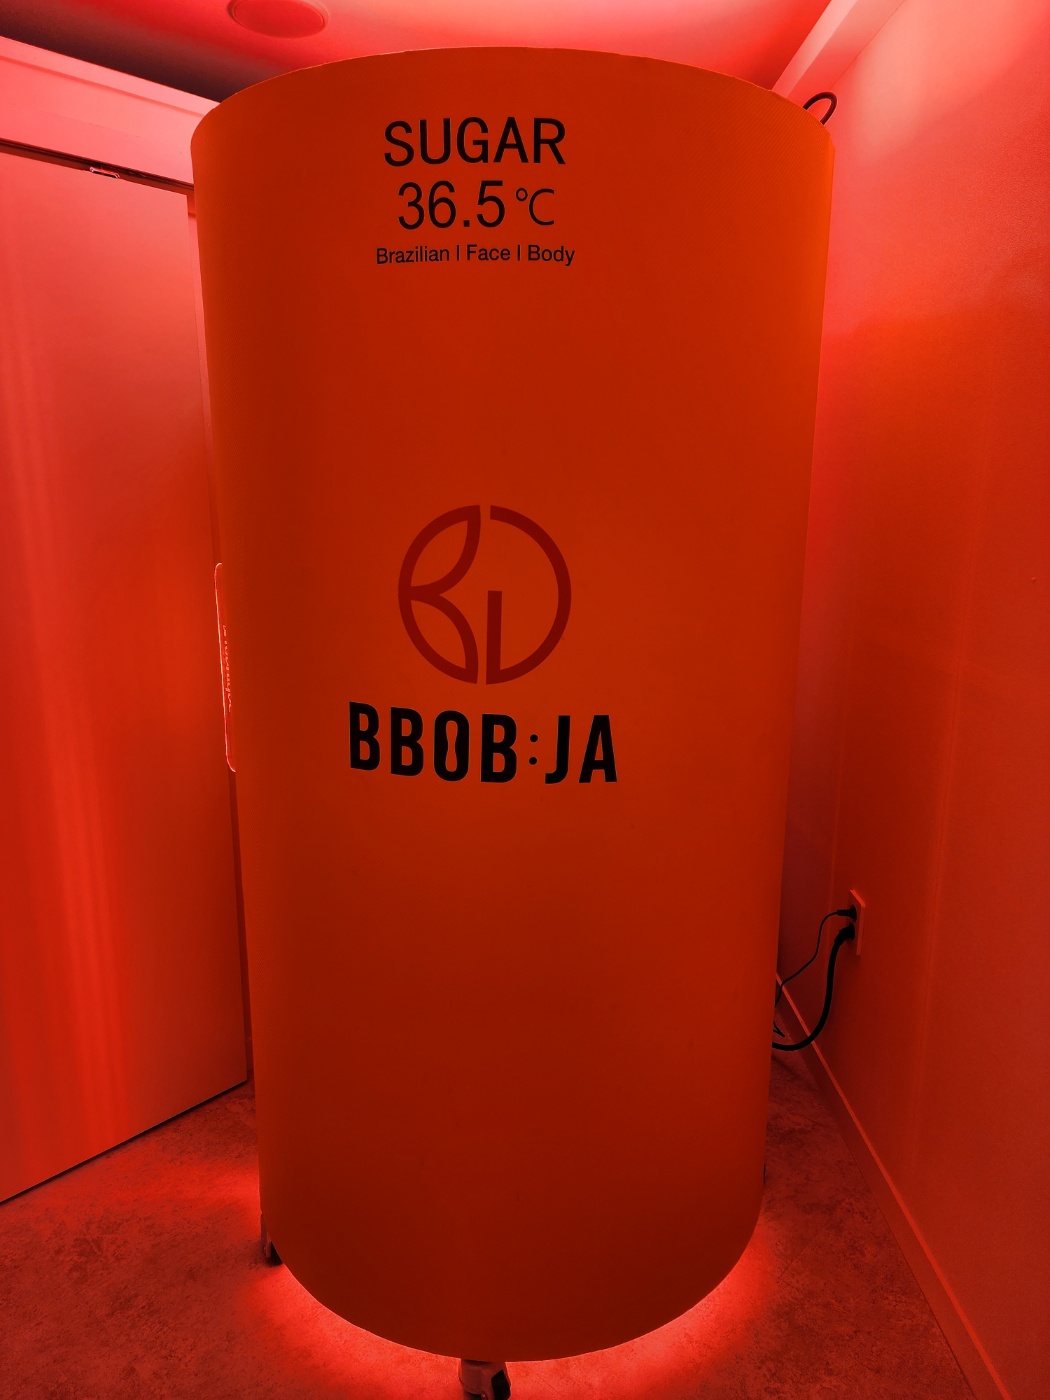 SUGAR
36.5℃
Brazilian | Face | Body
BBOB:JA